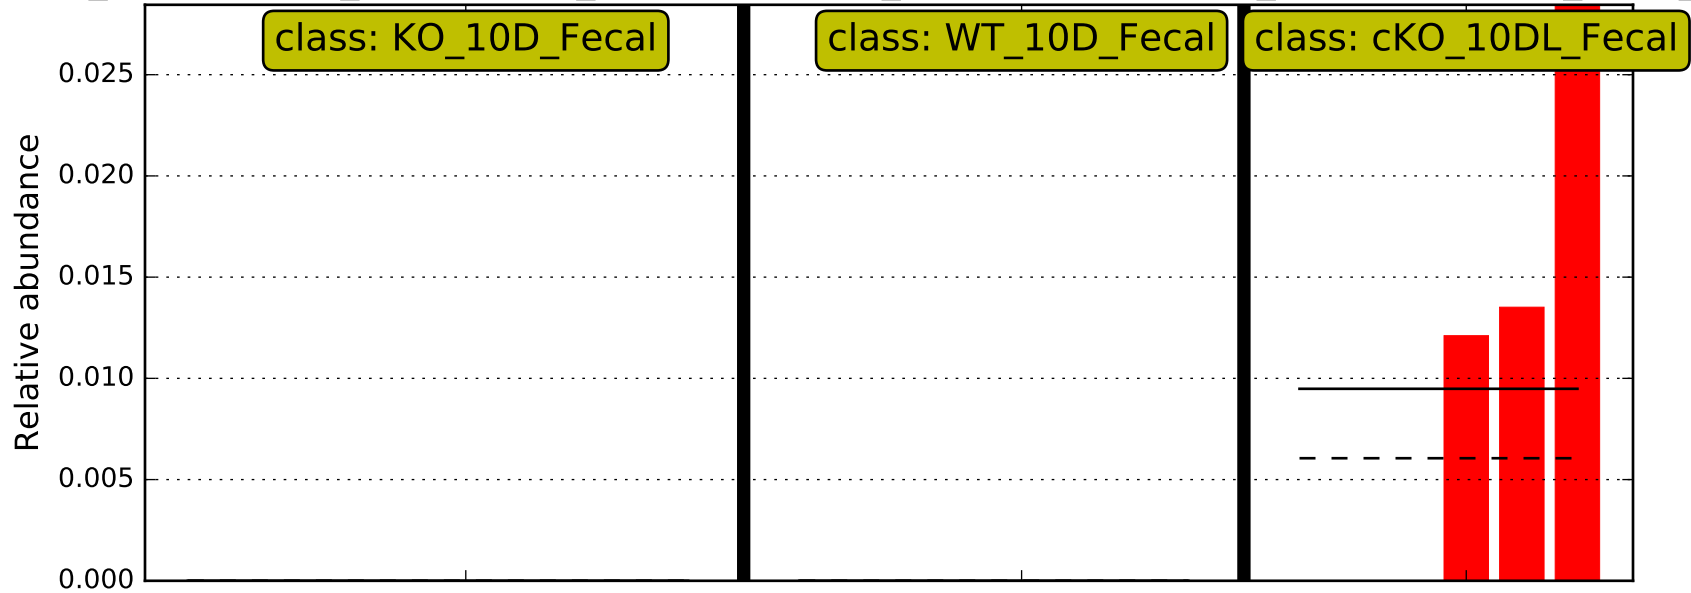 class: KO_10D_Fecal
class: WT_10D_Fecal
class: cKO_10DL_Fecal
Relative abundance
0.025
0.020
0.015
0.010
0.005
0.000